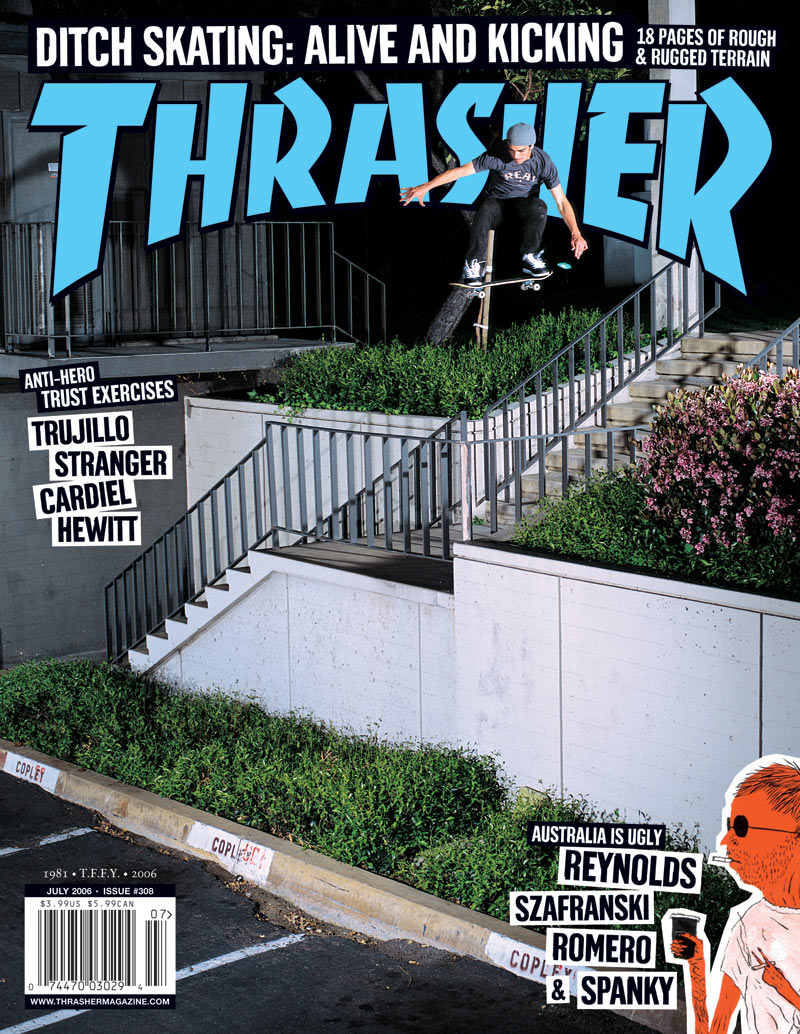 DITCH SKATING: ALIVE AND KICKING
18 PAGES OF ROUGH
& RUGGED TERRAIN
THRASHER
REAL
ANTI-HERO
TRUST EXERCISES
TRUJILLO
STRANGER
CARDIEL
HEWITT
COPLEY
COPLEY
COPLEY
1981 • T.F.F.Y. • 2006
JULY 2006 • ISSUE #308
$3.99US $5.99CAN
07>
0 74470 03029 4
WWW.THRASHERMAGAZINE.COM
AUSTRALIA IS UGLY
REYNOLDS
SZAFRANSKI
ROMERO
& SPANKY